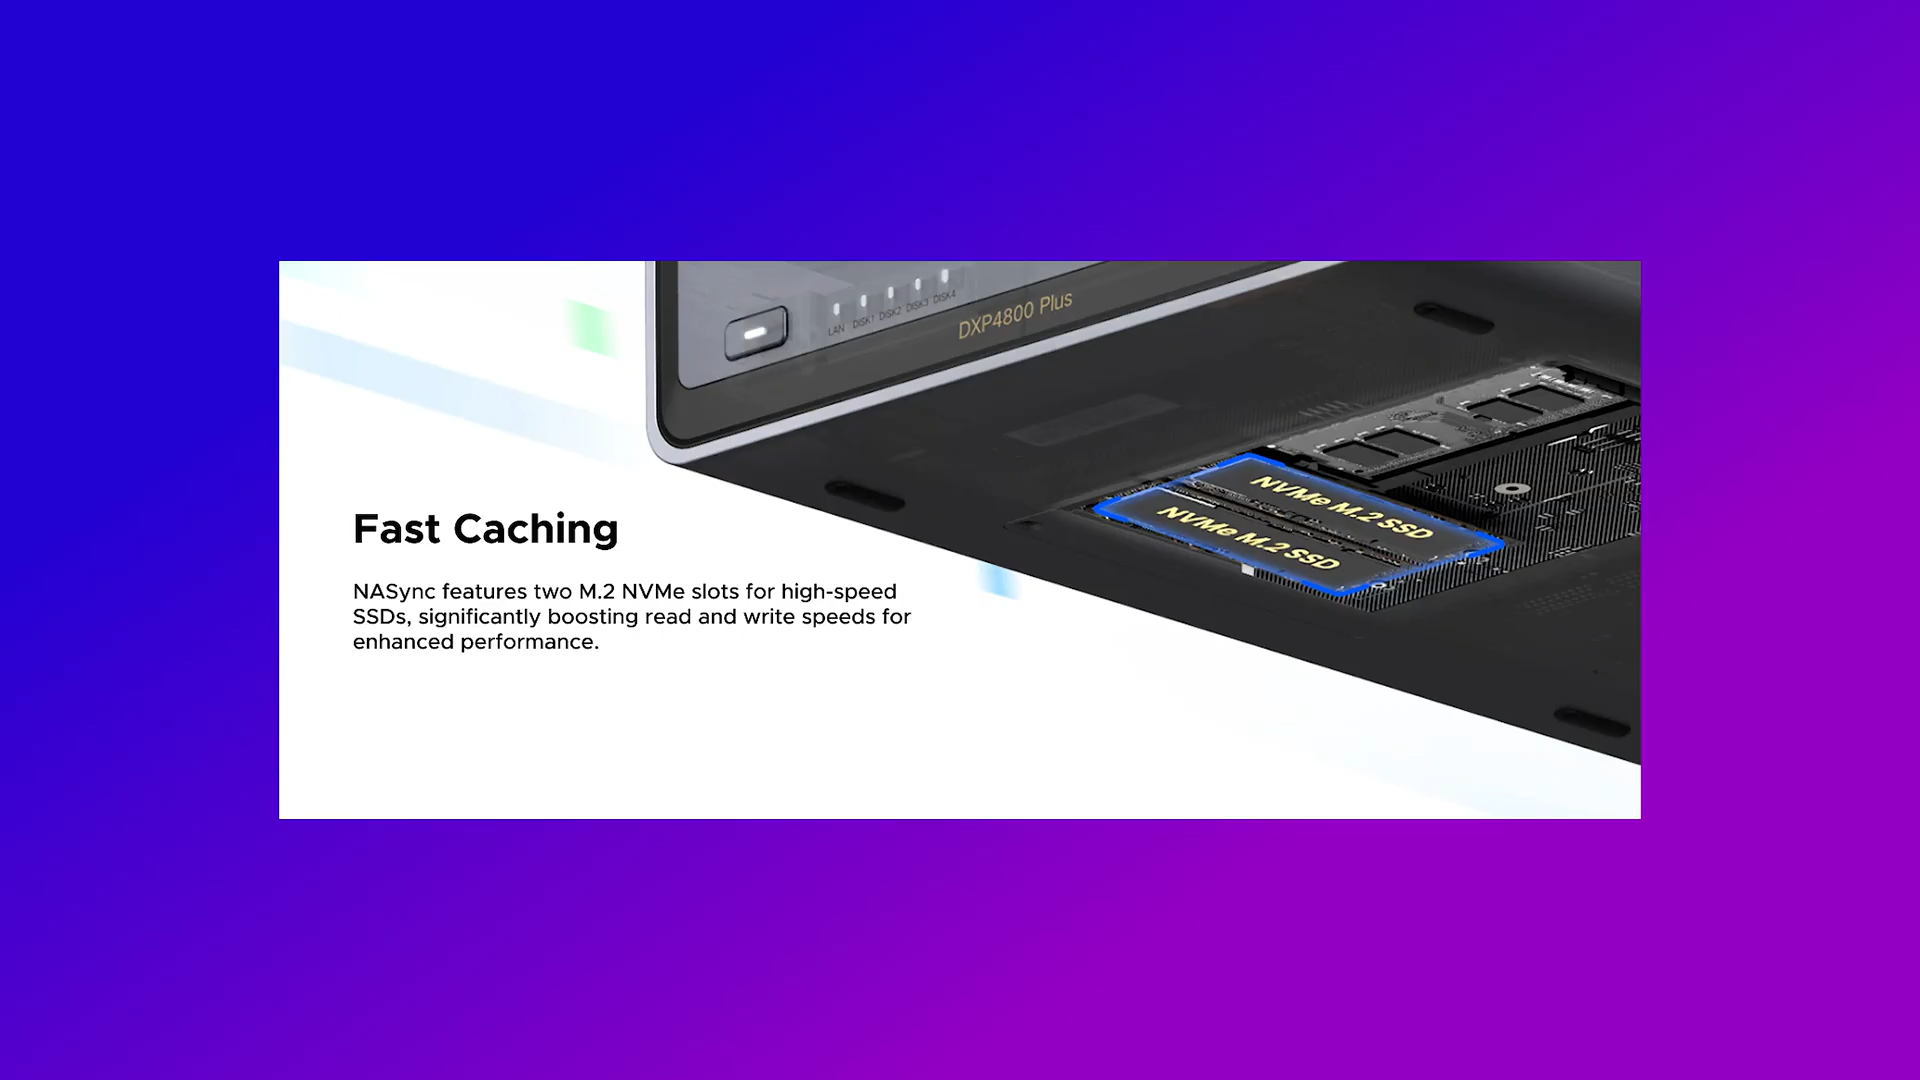 LAN DISK1 DISK2 DISK3 DISK4
DXP4800 Plus
NVMe M.2 SSD
NVMe M.2 SSD
Fast Caching
NASync features two M.2 NVMe slots for high-speed
SSDs, significantly boosting read and write speeds for
enhanced performance.